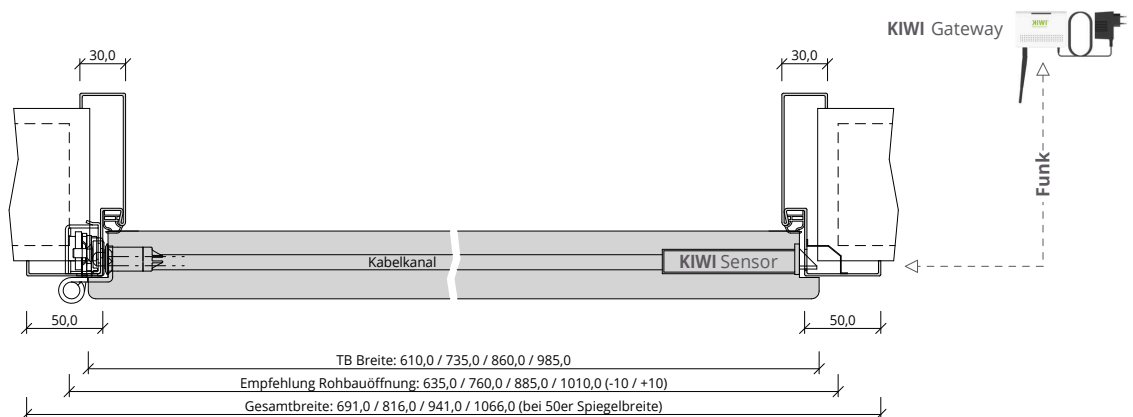 KIWI Gateway
KIWI
30,0
30,0
Funk
Kabelkanal
KIWI Sensor
50,0
50,0
TB Breite: 610,0 / 735,0 / 860,0 / 985,0
Empfehlung Rohbauöffnung: 635,0 / 760,0 / 885,0 / 1010,0 (-10 / +10)
Gesamtbreite: 691,0 / 816,0 / 941,0 / 1066,0 (bei 50er Spiegelbreite)